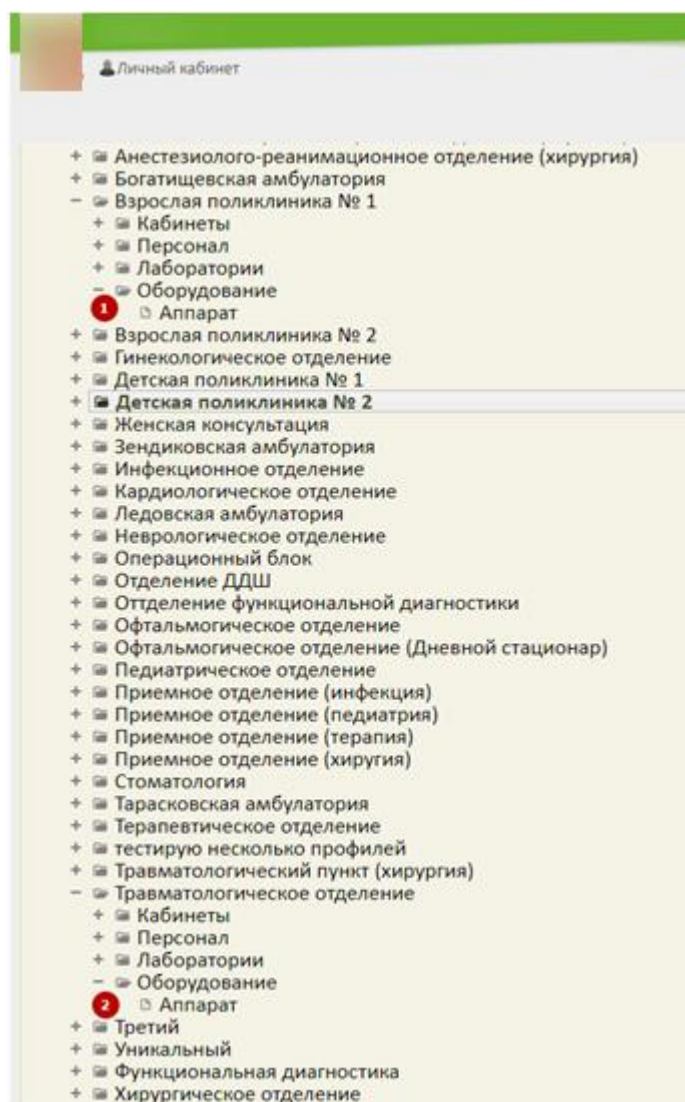 Личный кабинет
+ Анестезиолого-реанимационное отделение (хирургия)
+ Богатищевская амбулатория
− Взрослая поликлиника № 1
+ Кабинеты
+ Персонал
+ Лаборатории
− Оборудование
1 Аппарат
+ Взрослая поликлиника № 2
+ Гинекологическое отделение
+ Детская поликлиника № 1
+ Детская поликлиника № 2
+ Женская консультация
+ Зендиковская амбулатория
+ Инфекционное отделение
+ Кардиологическое отделение
+ Ледовская амбулатория
+ Неврологическое отделение
+ Операционный блок
+ Отделение ДДШ
+ Оттделение функциональной диагностики
+ Офтальмогическое отделение
+ Офтальмогическое отделение (Дневной стационар)
+ Педиатрическое отделение
+ Приемное отделение (инфекция)
+ Приемное отделение (педиатрия)
+ Приемное отделение (терапия)
+ Приемное отделение (хиругия)
+ Стоматология
+ Тарасковская амбулатория
+ Терапевтическое отделение
+ тестирую несколько профилей
+ Травматологический пункт (хирургия)
− Травматологическое отделение
+ Кабинеты
+ Персонал
+ Лаборатории
− Оборудование
2 Аппарат
+ Третий
+ Уникальный
+ Функциональная диагностика
+ Хирургическое отделение